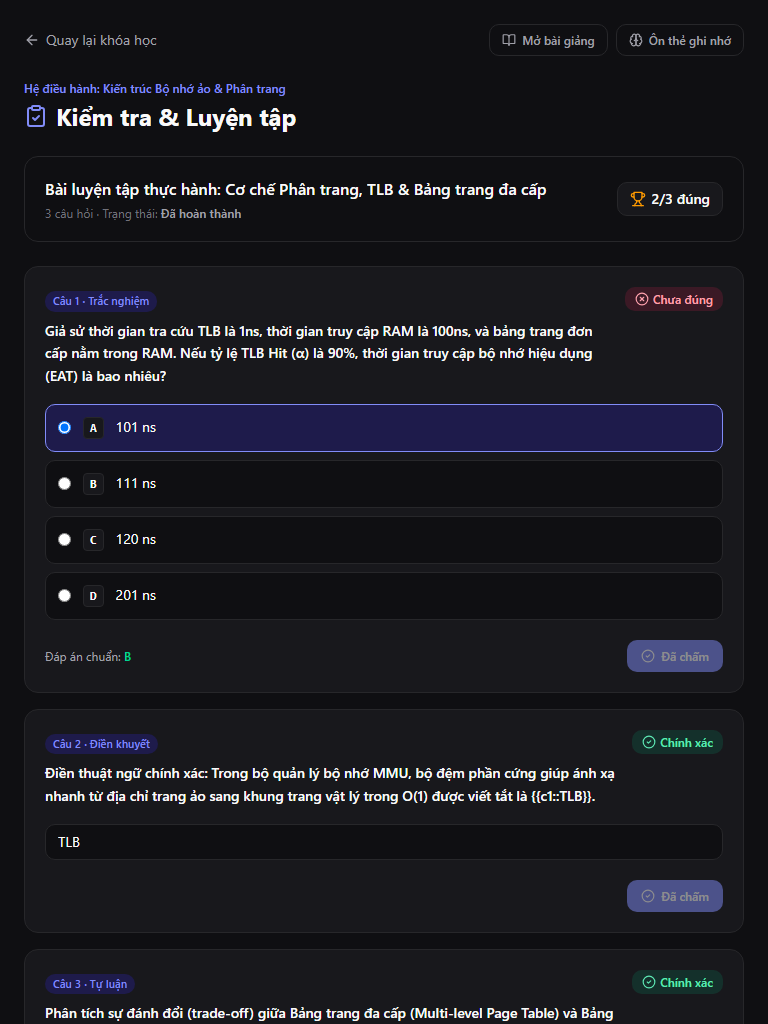 Quay lại khóa học
Mở bài giảng
Ôn thẻ ghi nhớ
Hệ điều hành: Kiến trúc Bộ nhớ ảo & Phân trang
Kiểm tra & Luyện tập
Bài luyện tập thực hành: Cơ chế Phân trang, TLB & Bảng trang đa cấp
3 câu hỏi · Trạng thái: Đã hoàn thành
2/3 đúng
Câu 1 · Trắc nghiệm
Chưa đúng
Giả sử thời gian tra cứu TLB là 1ns, thời gian truy cập RAM là 100ns, và bảng trang đơn
cấp nằm trong RAM. Nếu tỷ lệ TLB Hit (α) là 90%, thời gian truy cập bộ nhớ hiệu dụng
(EAT) là bao nhiêu?
A 101 ns
B 111 ns
C 120 ns
D 201 ns
Đáp án chuẩn: B
Đã chấm
Câu 2 · Điền khuyết
Chính xác
Điền thuật ngữ chính xác: Trong bộ quản lý bộ nhớ MMU, bộ đệm phần cứng giúp ánh xạ
nhanh từ địa chỉ trang ảo sang khung trang vật lý trong O(1) được viết tắt là {{c1::TLB}}.
TLB
Đã chấm
Câu 3 · Tự luận
Chính xác
Phân tích sự đánh đổi (trade-off) giữa Bảng trang đa cấp (Multi-level Page Table) và Bảng